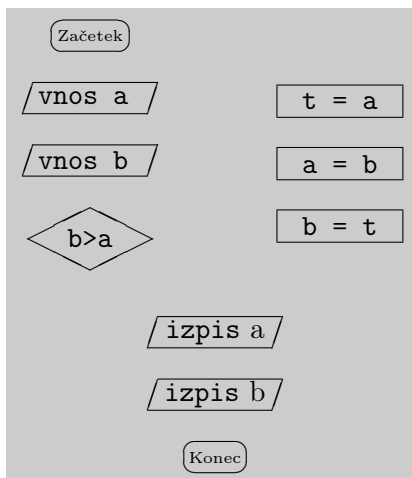 Začetek
vnos a
vnos b
b>a
t = a
a = b
b = t
izpis a
izpis b
Konec